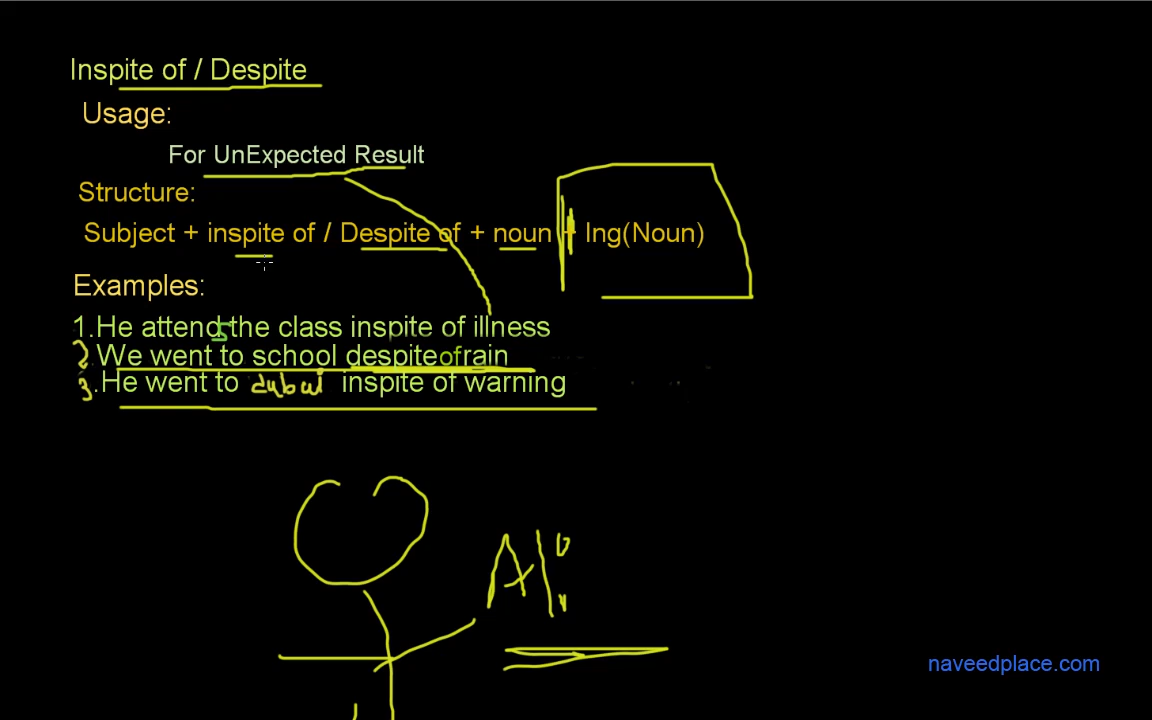 Inspite of / Despite
Usage:
For UnExpected Result
Structure:
Subject + inspite of / Despite of + noun + Ing(Noun)
Examples:
1.He attends the class inspite of illness
2.We went to school despite of rain
3.He went to dubai inspite of warning
Ali
naveedplace.com